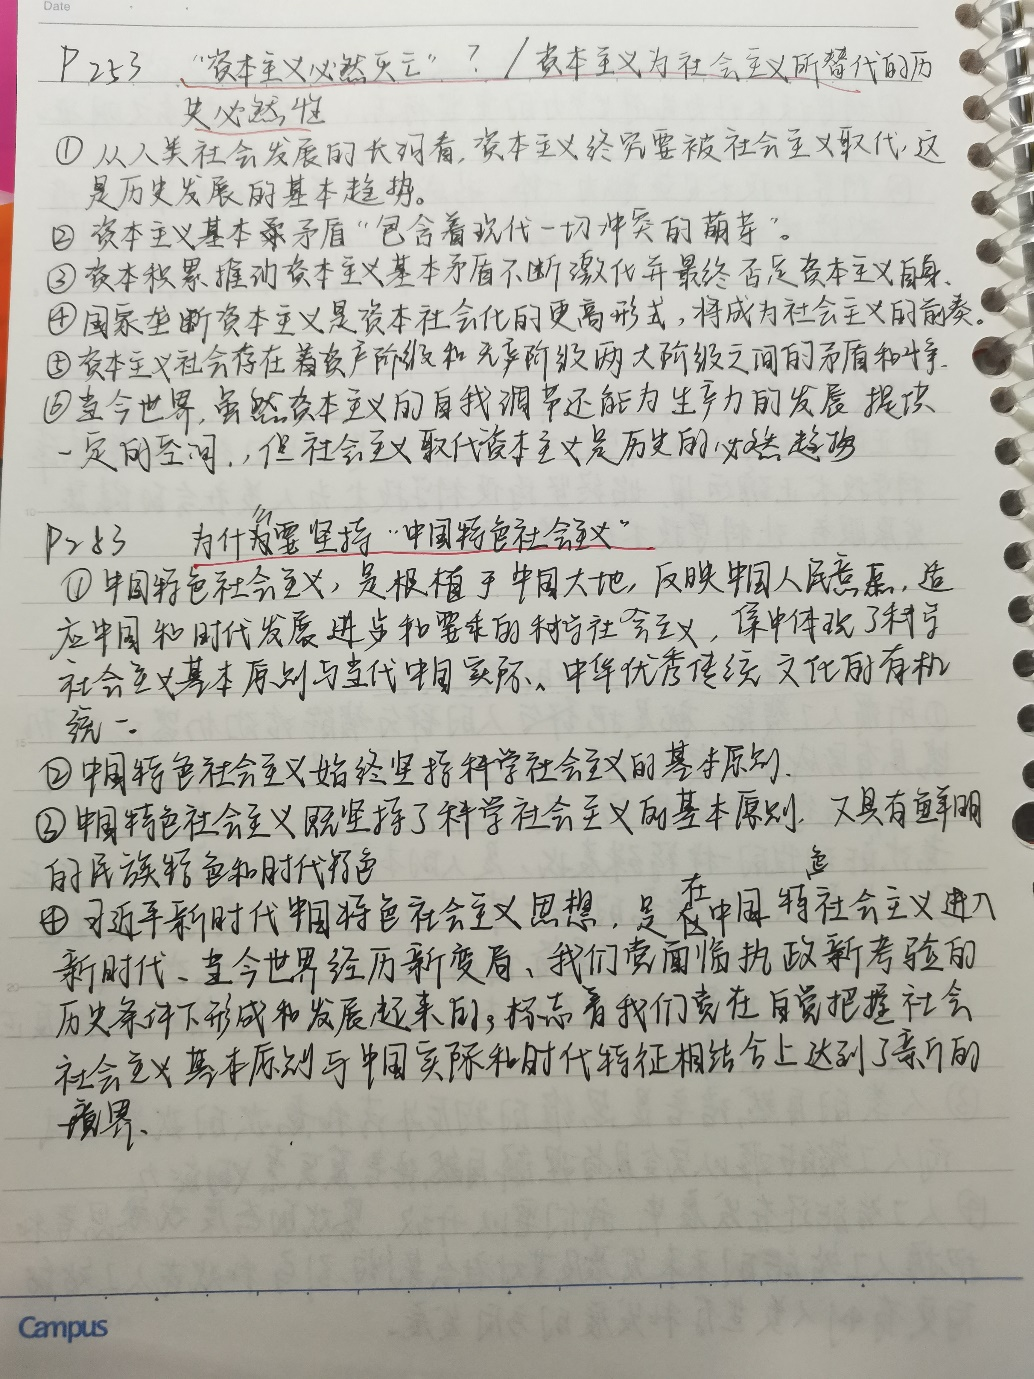 Date
P253 "资本主义必然灭亡"？/资本主义为社会主义所替代的历
史必然性
①从人类社会发展的长河看，资本主义终究要被社会主义取代，这
是历史发展的基本趋势。
②资本主义基本矛盾"包含着现代一切冲突的萌芽"。
③资本积累推动资本主义基本矛盾不断激化并最终否定资本主义自身.
④国家垄断资本主义是资本社会化的更高形式，将成为社会主义的前奏。
⑤资本主义社会存在着资产阶级和无产阶级两大阶级之间的矛盾和斗争.
⑥当今世界,虽然资本主义的自我调节还能为生产力的发展提供
一定的空间.，但社会主义取代资本主义是历史的必然趋势
P283 为什么要坚持"中国特色社会主义"
①中国特色社会主义，是根植于中国大地，反映中国人民意愿，适
应中国和时代发展进步和要求的科学社会主义，集中体现了科学
社会主义基本原则与当代中国实际、中华优秀传统文化的有机
统一.
②中国特色社会主义始终坚持科学社会主义的基本原则.
③中国特色社会主义既坚持了科学社会主义的基本原则.又具有鲜明
的民族特色和时代特色
④习近平新时代中国特色社会主义思想，是在中国特色社会主义进入
新时代、当今世界经历新变局、我们党面临执政新考验的
历史条件下形成和发展起来的，标志着我们党在自觉把握社会
社会主义基本原则与中国实际和时代特征相结合上达到了新的
境界.
Campus